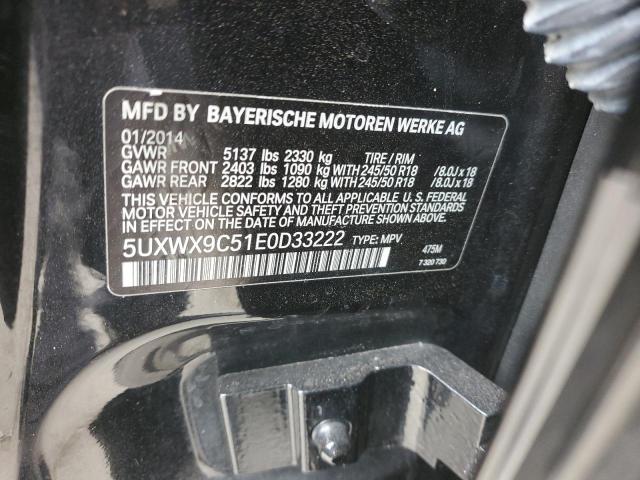 MFD BY BAYERISCHE MOTOREN WERKE AG
01/2014
GVWR 5137 lbs 2330 kg TIRE / RIM
GAWR FRONT 2403 lbs 1090 kg WITH 245/50 R18 /8.0J x 18
GAWR REAR 2822 lbs 1280 kg WITH 245/50 R18 /8.0J x 18
THIS VEHICLE CONFORMS TO ALL APPLICABLE U. S. FEDERAL
MOTOR VEHICLE SAFETY AND THEFT PREVENTION STANDARDS
IN EFFECT ON THE DATE OF MANUFACTURE SHOWN ABOVE.
5UXWX9C51E0D33222 TYPE: MPV
475M
7 320 730